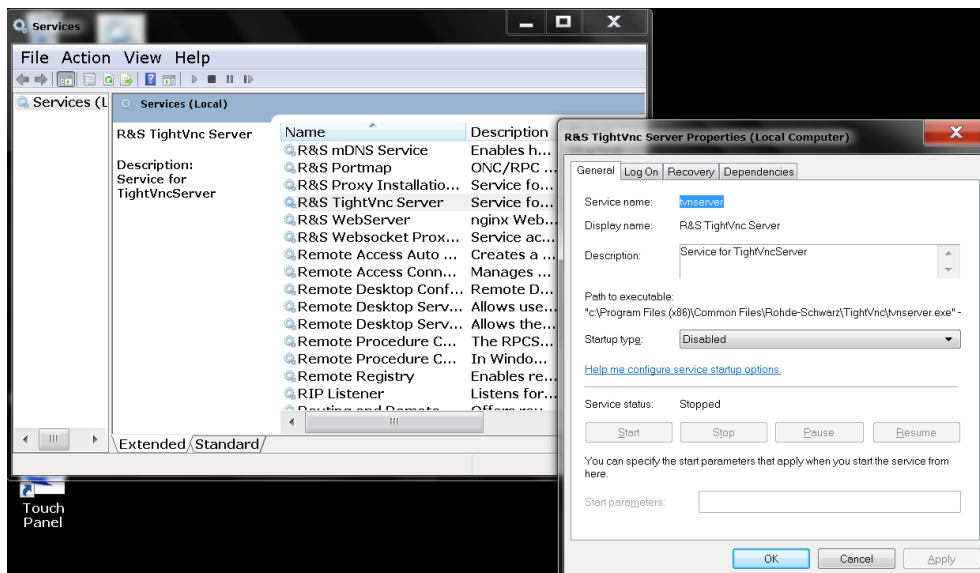 Services
File Action View Help
Services (L
Services (Local)
R&S TightVnc Server
Description:
Service for
TightVncServer
Name Description
R&S mDNS Service Enables h...
R&S Portmap ONC/RPC ...
R&S Proxy Installatio... Service fo...
R&S TightVnc Server Service fo...
R&S WebServer nginx Web...
R&S Websocket Prox... Service ac...
Remote Access Auto ... Creates a ...
Remote Access Conn... Manages ...
Remote Desktop Conf... Remote D...
Remote Desktop Serv... Allows use...
Remote Desktop Serv... Allows the...
Remote Procedure C... The RPCS...
Remote Procedure C... In Windo...
Remote Registry Enables re...
RIP Listener Listens for...
Extended Standard
Touch
Panel
R&S TightVnc Server Properties (Local Computer)
General Log On Recovery Dependencies
Service name: tvnserver
Display name: R&S TightVnc Server
Description: Service for TightVncServer
Path to executable:
"c:\Program Files (x86)\Common Files\Rohde-Schwarz\TightVnc\tvnserver.exe" -
Startup type: Disabled
Help me configure service startup options.
Service status: Stopped
Start Stop Pause Resume
You can specify the start parameters that apply when you start the service from
here.
Start parameters:
OK Cancel Apply